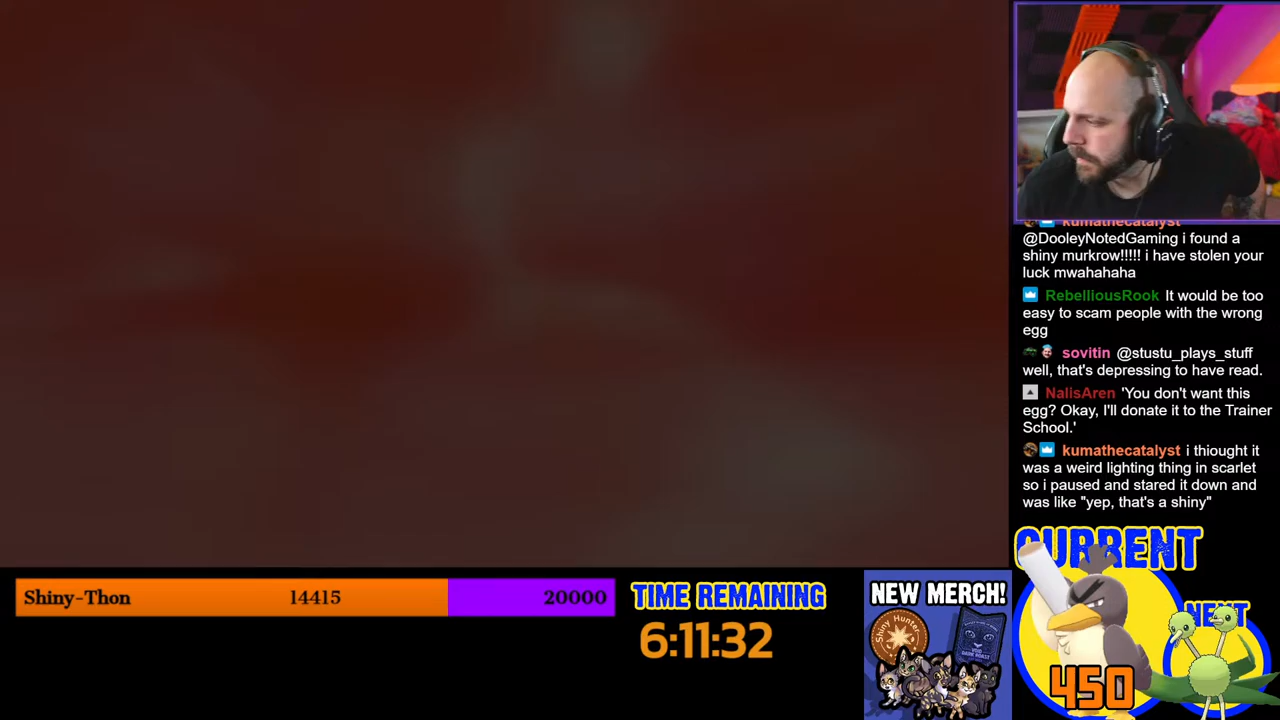 kumathecatalyst
@DooleyNotedGaming i found a
shiny murkrow!!!!! i have stolen your
luck mwahahaha
RebelliousRook It would be too
easy to scam people with the wrong
egg
sovitin @stustu_plays_stuff
well, that's depressing to have read.
NalisAren 'You don't want this
egg? Okay, I'll donate it to the Trainer
School.'
kumathecatalyst i thiought it
was a weird lighting thing in scarlet
so i paused and stared it down and
was like "yep, that's a shiny"
CURRENT
NEXT
450
Shiny-Thon 14415 20000
TIME REMAINING
6:11:32
NEW MERCH!
Shiny Hunter